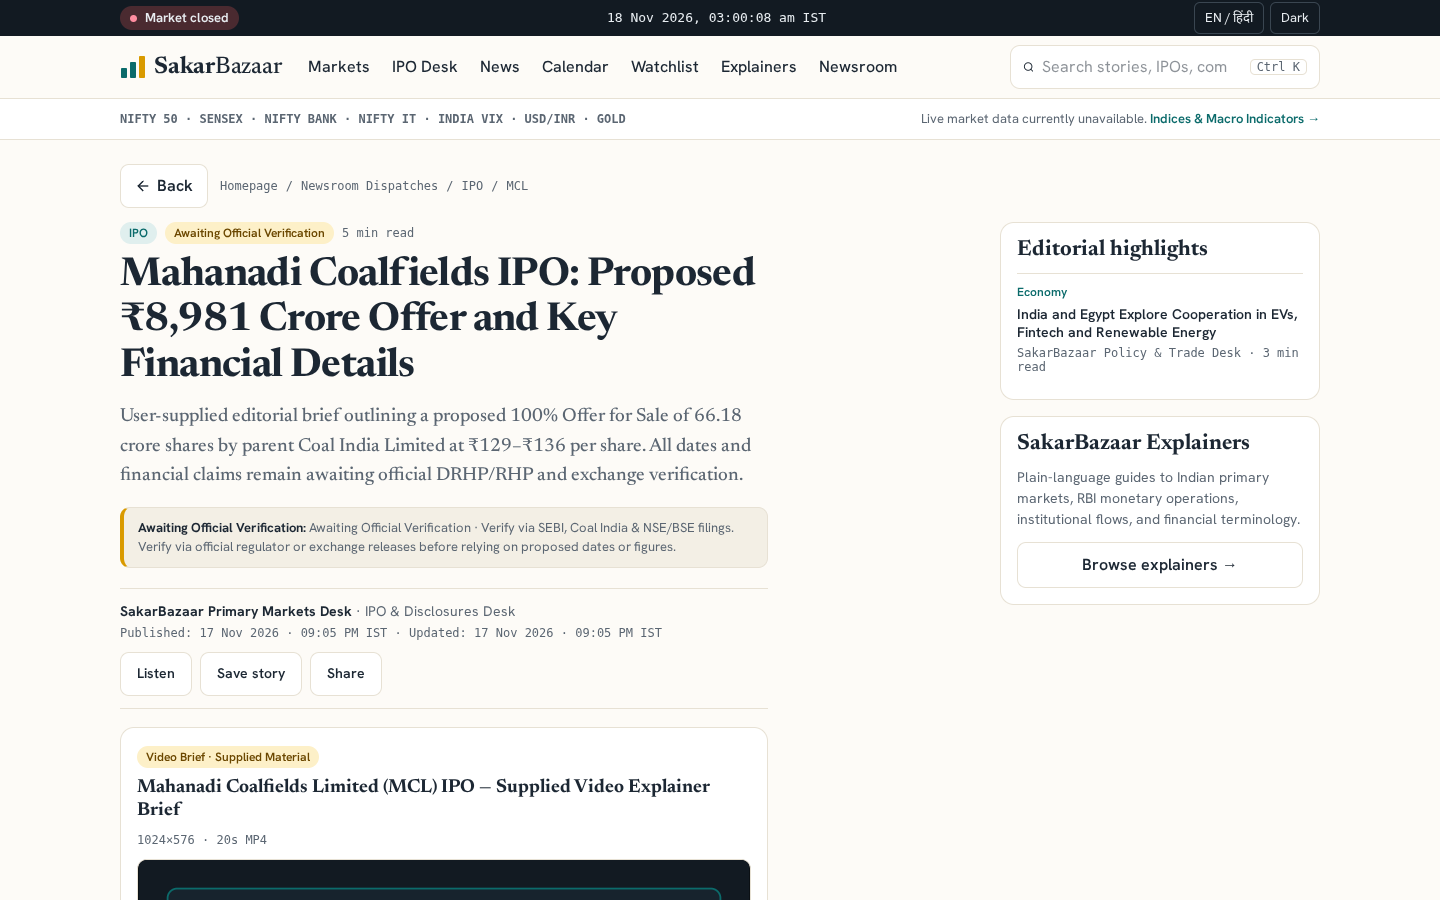 Market closed
18 Nov 2026, 03:00:08 am IST
EN / हिंदी
Dark
SakarBazaar
Markets
IPO Desk
News
Calendar
Watchlist
Explainers
Newsroom
Search stories, IPOs, com
Ctrl K
NIFTY 50 · SENSEX · NIFTY BANK · NIFTY IT · INDIA VIX · USD/INR · GOLD
Live market data currently unavailable. Indices & Macro Indicators →
← Back
Homepage / Newsroom Dispatches / IPO / MCL
IPO
Awaiting Official Verification
5 min read
Mahanadi Coalfields IPO: Proposed
₹8,981 Crore Offer and Key
Financial Details
User-supplied editorial brief outlining a proposed 100% Offer for Sale of 66.18
crore shares by parent Coal India Limited at ₹129–₹136 per share. All dates and
financial claims remain awaiting official DRHP/RHP and exchange verification.
Awaiting Official Verification: Awaiting Official Verification · Verify via SEBI, Coal India & NSE/BSE filings.
Verify via official regulator or exchange releases before relying on proposed dates or figures.
SakarBazaar Primary Markets Desk · IPO & Disclosures Desk
Published: 17 Nov 2026 · 09:05 PM IST · Updated: 17 Nov 2026 · 09:05 PM IST
Listen
Save story
Share
Video Brief · Supplied Material
Mahanadi Coalfields Limited (MCL) IPO — Supplied Video Explainer
Brief
1024×576 · 20s MP4
Editorial highlights
Economy
India and Egypt Explore Cooperation in EVs,
Fintech and Renewable Energy
SakarBazaar Policy & Trade Desk · 3 min
read
SakarBazaar Explainers
Plain-language guides to Indian primary
markets, RBI monetary operations,
institutional flows, and financial terminology.
Browse explainers →